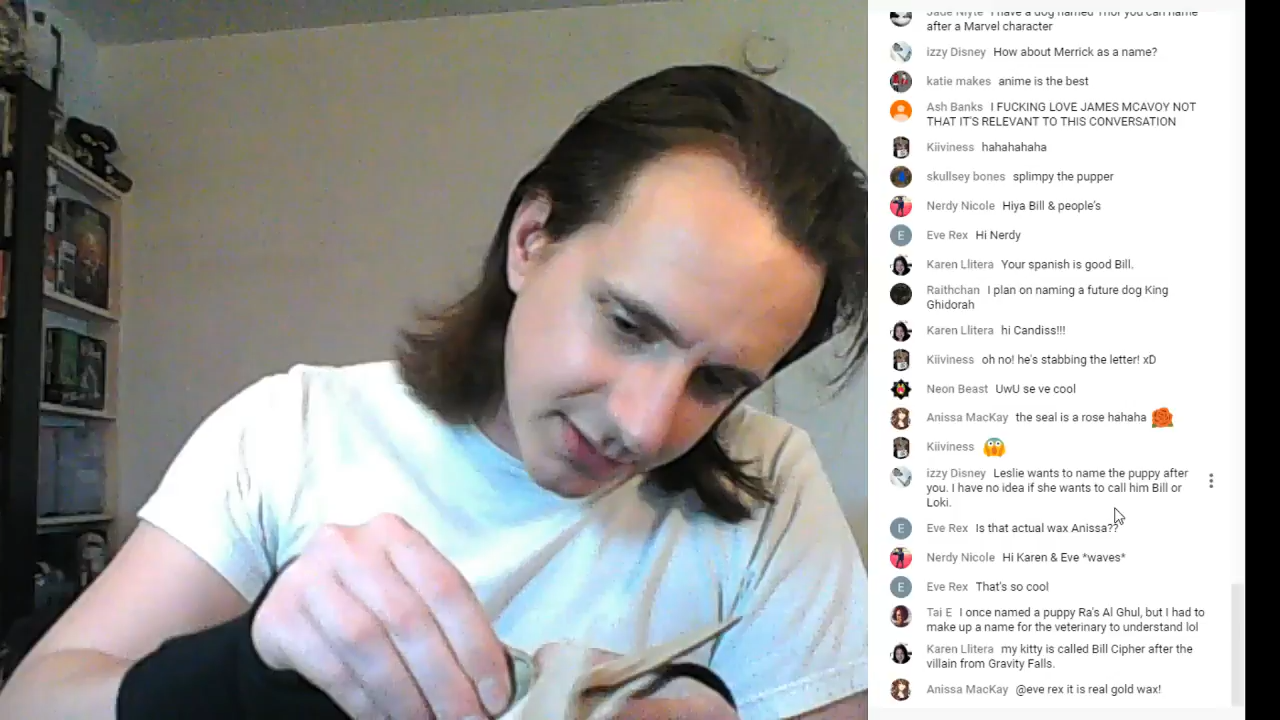 Jade Nlyte I have a dog named Thor you can name
after a Marvel character
izzy Disney How about Merrick as a name?
katie makes anime is the best
Ash Banks I FUCKING LOVE JAMES MCAVOY NOT
THAT IT'S RELEVANT TO THIS CONVERSATION
Kiiviness hahahahaha
skullsey bones splimpy the pupper
Nerdy Nicole Hiya Bill & people's
E Eve Rex Hi Nerdy
Karen Llitera Your spanish is good Bill.
Raithchan I plan on naming a future dog King
Ghidorah
Karen Llitera hi Candiss!!!
Kiiviness oh no! he's stabbing the letter! xD
Neon Beast UwU se ve cool
Anissa MacKay the seal is a rose hahaha
Kiiviness
izzy Disney Leslie wants to name the puppy after
you. I have no idea if she wants to call him Bill or
Loki.
E Eve Rex Is that actual wax Anissa??
Nerdy Nicole Hi Karen & Eve *waves*
E Eve Rex That's so cool
Tai E I once named a puppy Ra's Al Ghul, but I had to
make up a name for the veterinary to understand lol
Karen Llitera my kitty is called Bill Cipher after the
villain from Gravity Falls.
Anissa MacKay @eve rex it is real gold wax!